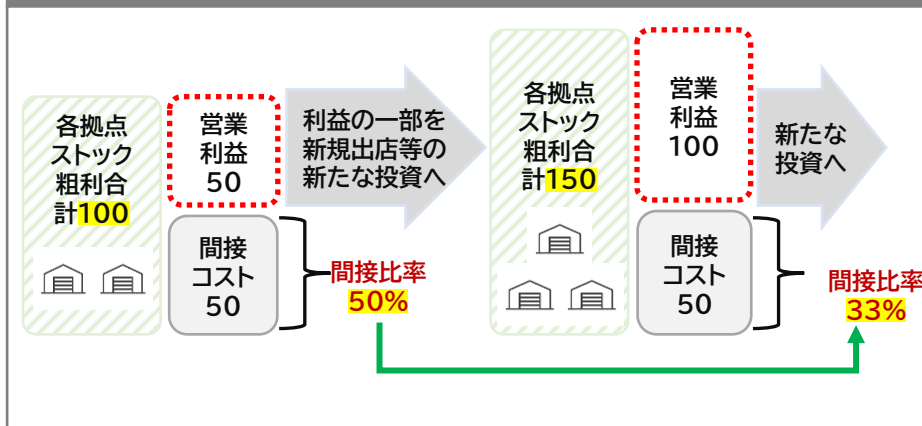 各拠点
ストック
粗利合
計100
営業
利益
50
間接
コスト
50
利益の一部を
新規出店等の
新たな投資へ
間接比率
50%
各拠点
ストック
粗利合
計150
営業
利益
100
間接
コスト
50
新たな
投資へ
間接比率
33%